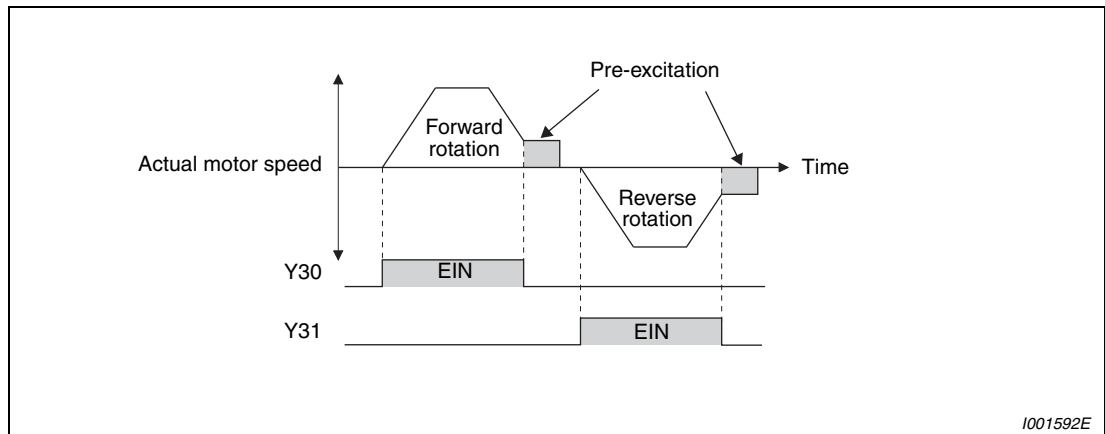 Pre-excitation
Forward
rotation
Actual motor speed
Time
Reverse
rotation
Y30
EIN
Y31
EIN
I001592E